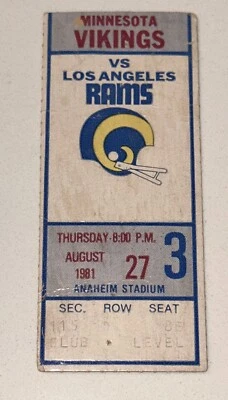 MINNESOTA
VIKINGS
VS
LOS ANGELES
RAMS
THURSDAY-8:00 P.M.
AUGUST 27 3
1981
ANAHEIM STADIUM
SEC. ROW SEAT
115
CLUB LEVEL